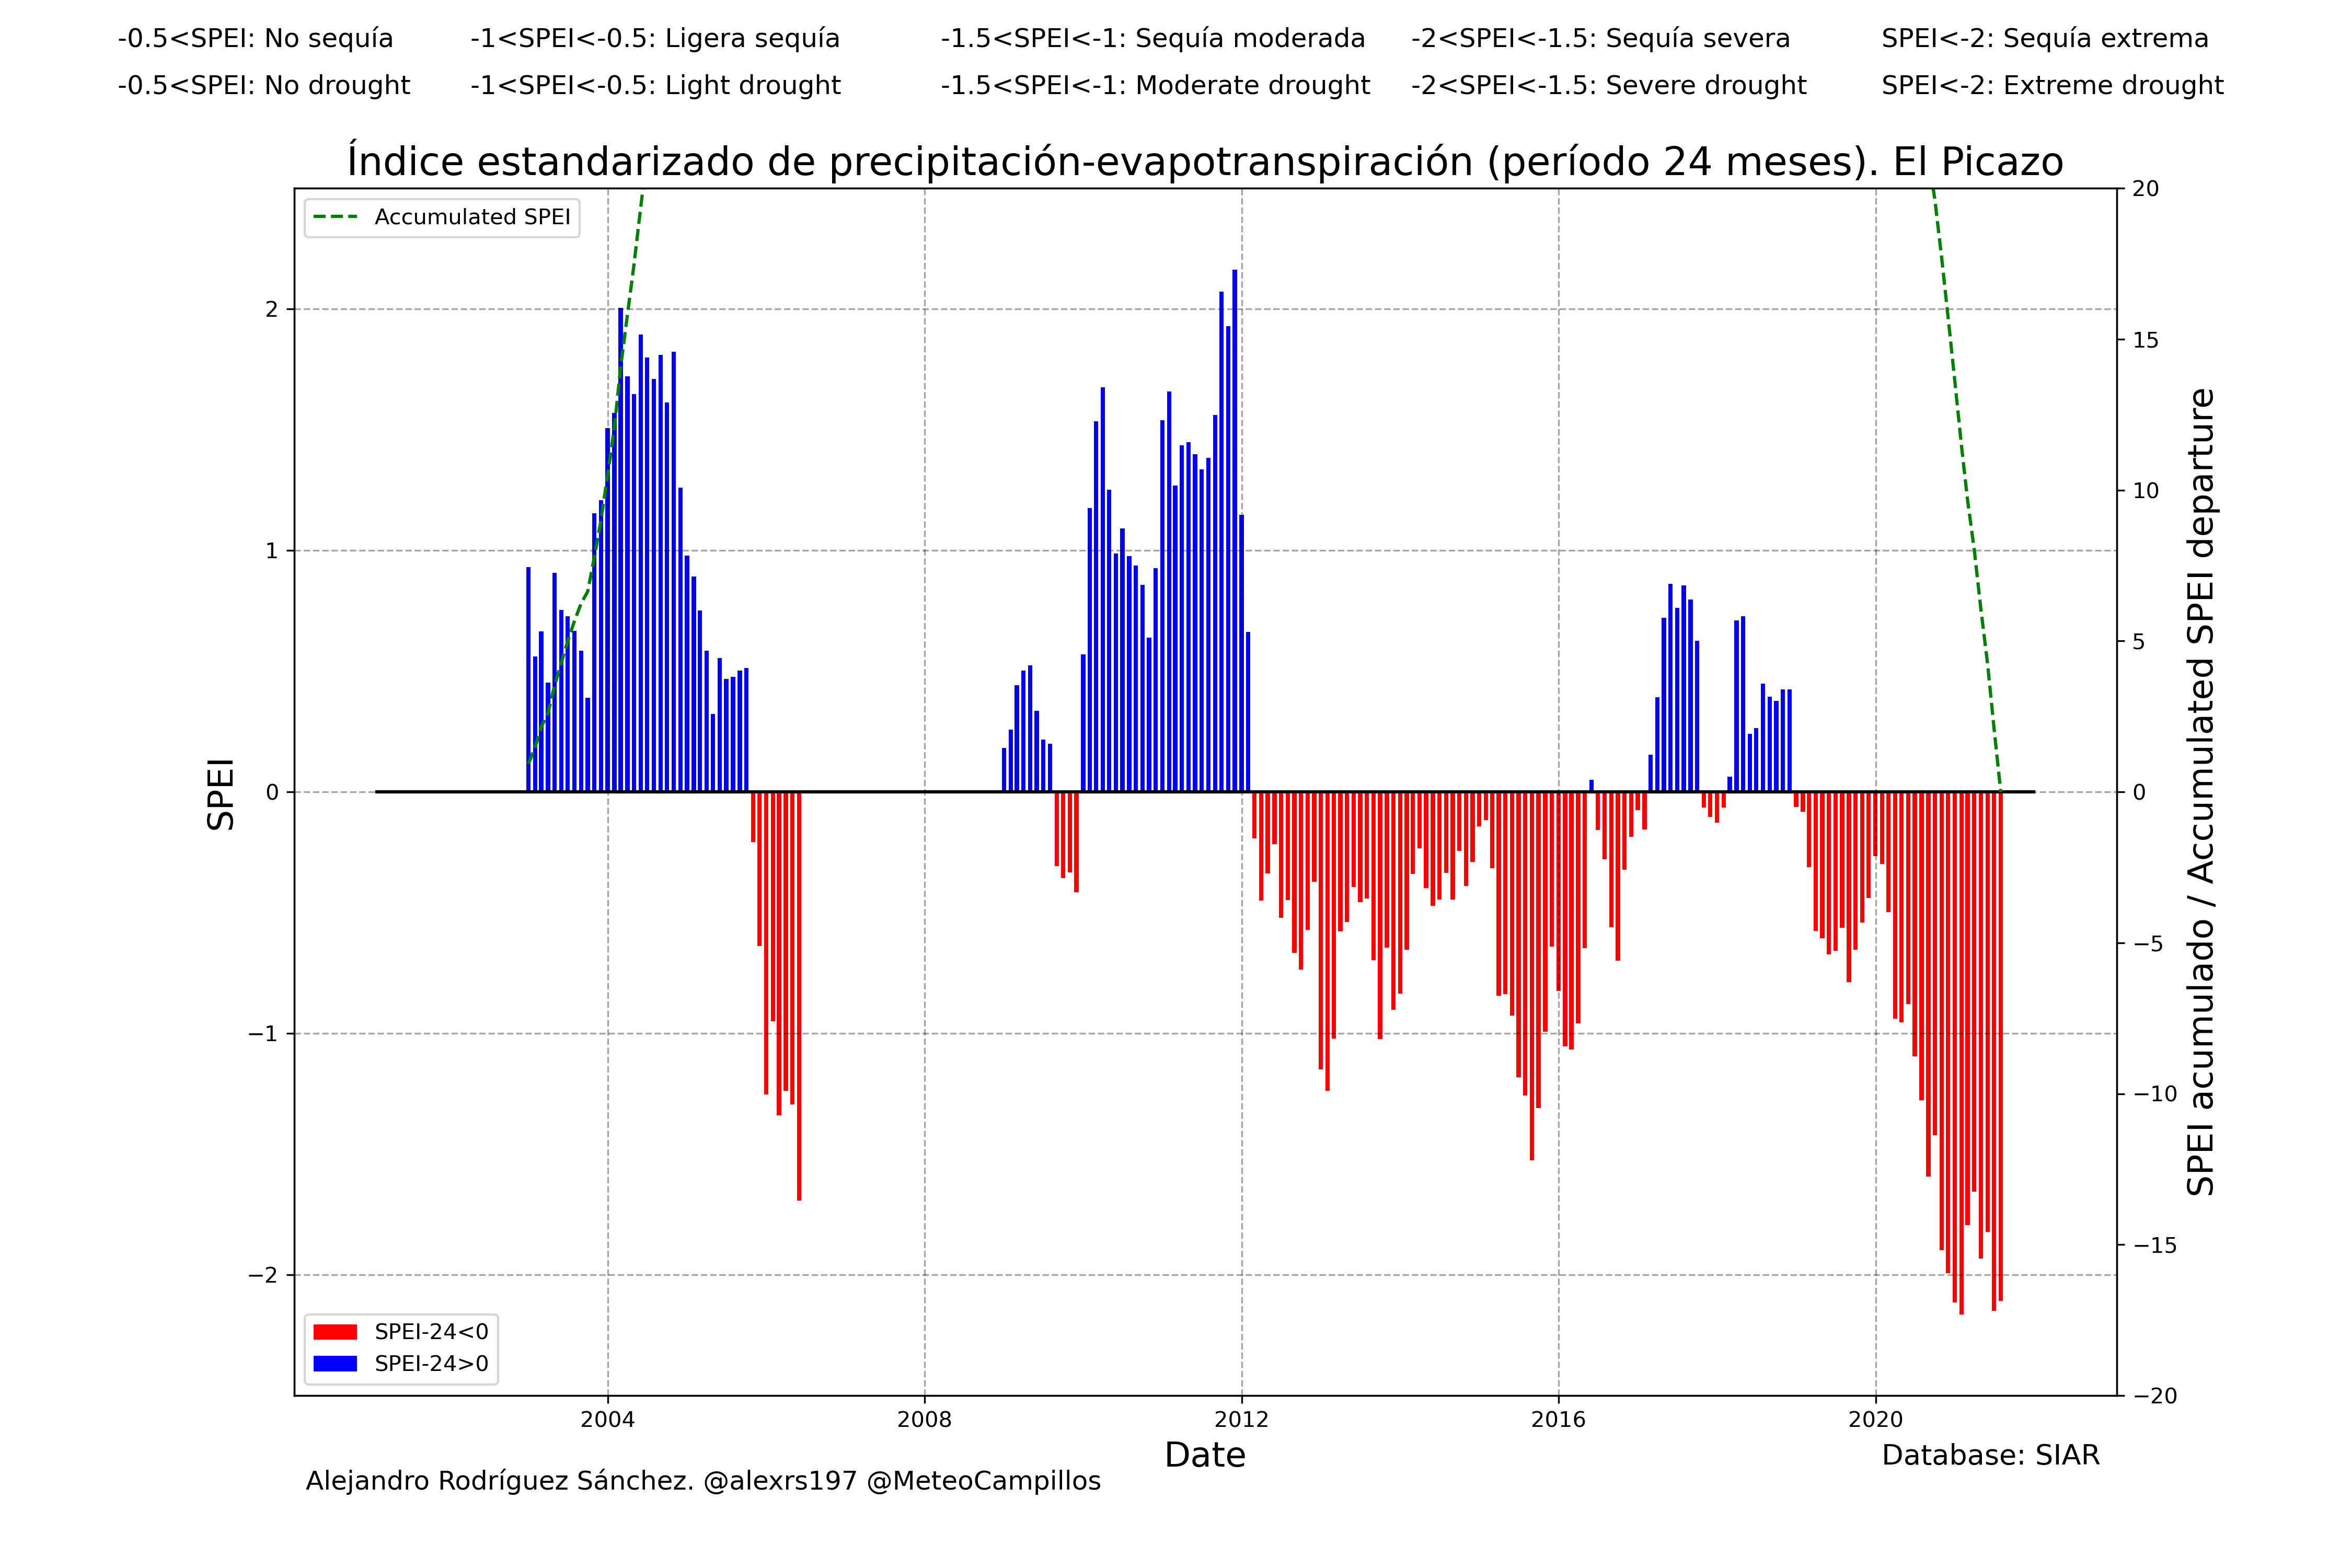 -0.5<SPEI: No sequía -1<SPEI<-0.5: Ligera sequía -1.5<SPEI<-1: Sequía moderada -2<SPEI<-1.5: Sequía severa SPEI<-2: Sequía extrema
-0.5<SPEI: No drought -1<SPEI<-0.5: Light drought -1.5<SPEI<-1: Moderate drought -2<SPEI<-1.5: Severe drought SPEI<-2: Extreme drought
Índice estandarizado de precipitación-evapotranspiración (período 24 meses). El Picazo
Accumulated SPEI
SPEI
2
1
0
−1
−2
20
15
10
5
0
−5
−10
−15
−20
SPEI acumulado / Accumulated SPEI departure
SPEI-24<0
SPEI-24>0
2004 2008 2012 2016 2020
Date
Database: SIAR
Alejandro Rodríguez Sánchez. @alexrs197 @MeteoCampillos